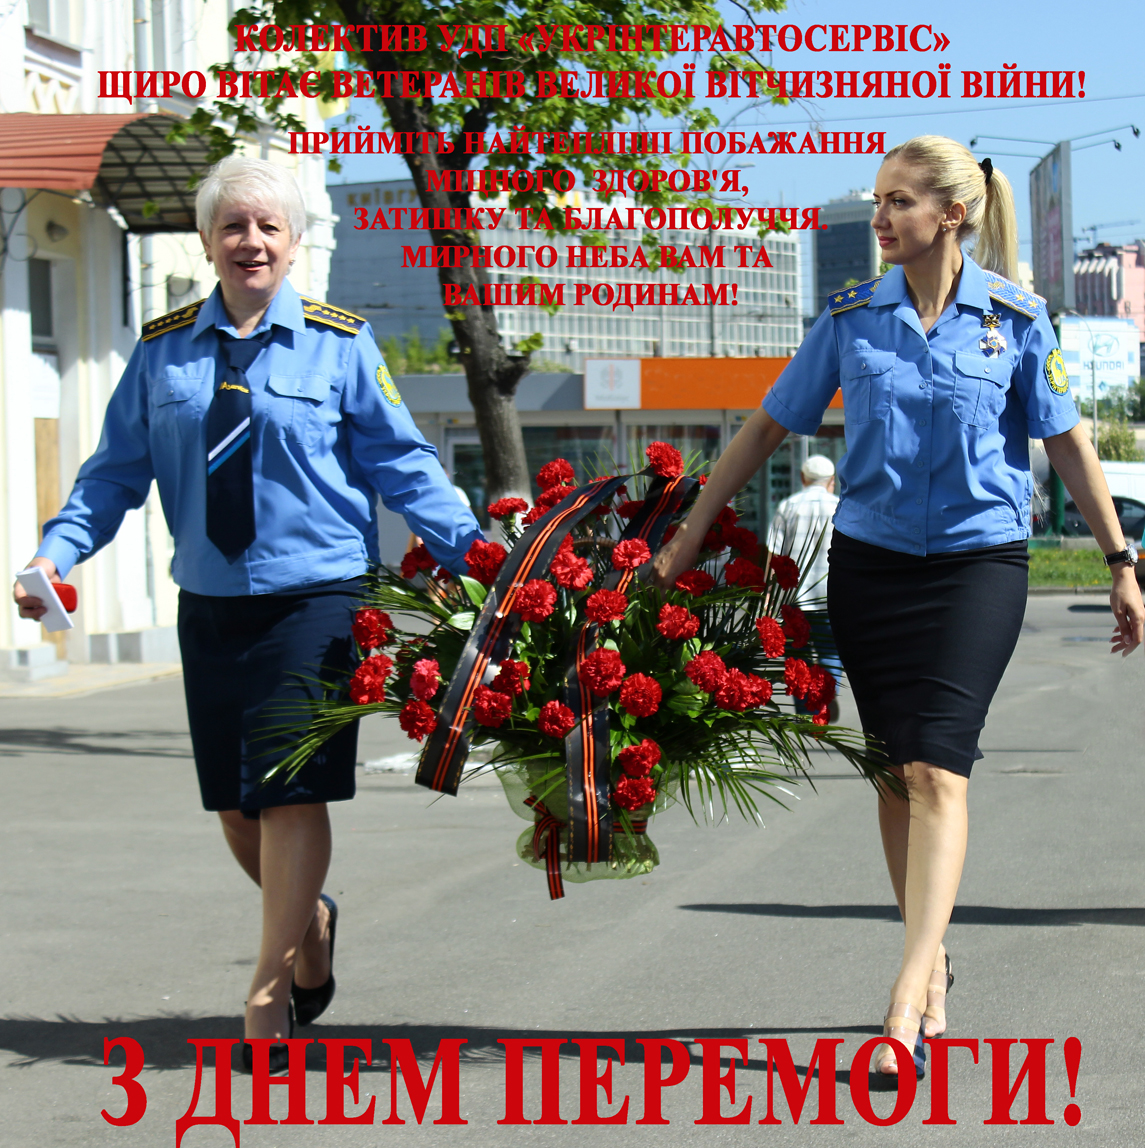 КОЛЕКТИВ УДП «УКРІНТЕРАВТОСЕРВІС»
ЩИРО ВІТАЄ ВЕТЕРАНІВ ВЕЛИКОЇ ВІТЧИЗНЯНОЇ ВІЙНИ!
ПРИЙМІТЬ НАЙТЕПЛІШІ ПОБАЖАННЯ
МІЦНОГО ЗДОРОВ'Я,
ЗАТИШКУ ТА БЛАГОПОЛУЧЧЯ.
МИРНОГО НЕБА ВАМ ТА
ВАШИМ РОДИНАМ!
HYUNDAI
З ДНЕМ ПЕРЕМОГИ!